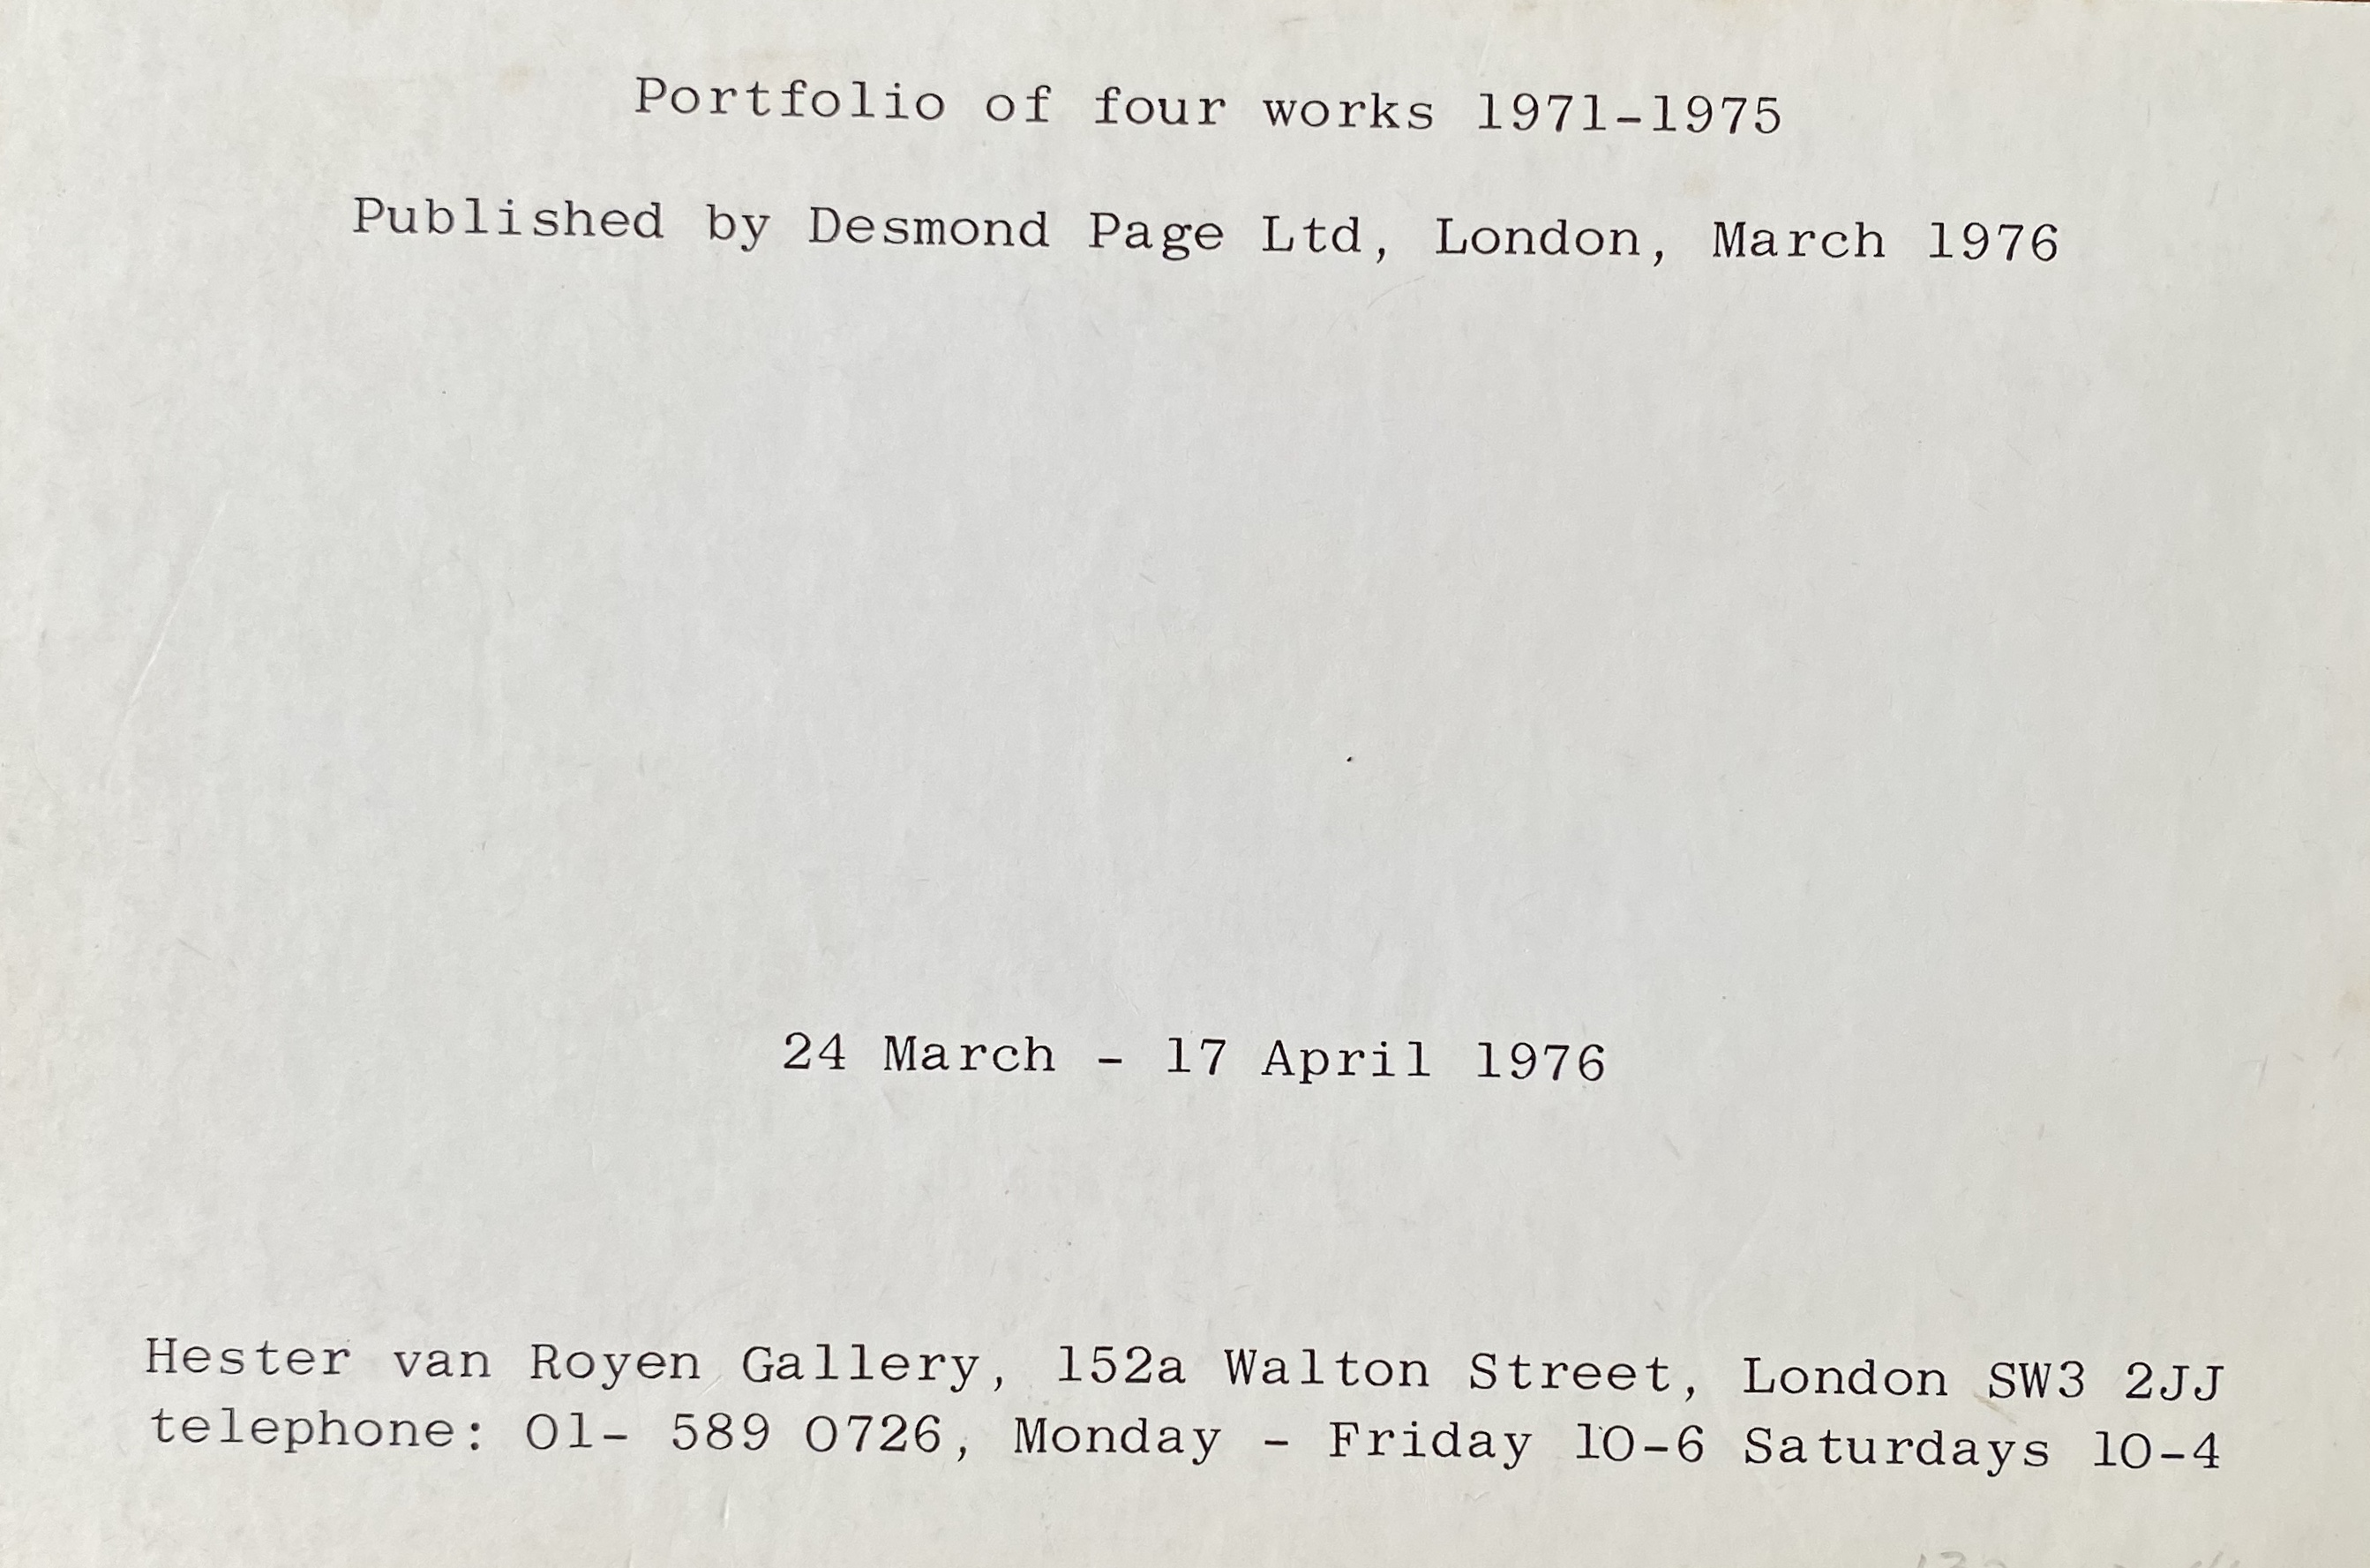 Portfolio of four works 1971-1975
Published by Desmond Page Ltd, London, March 1976
24 March - 17 April 1976
Hester van Royen Gallery, 152a Walton Street, London SW3 2JJ
telephone: 01- 589 0726, Monday - Friday 10-6 Saturdays 10-4